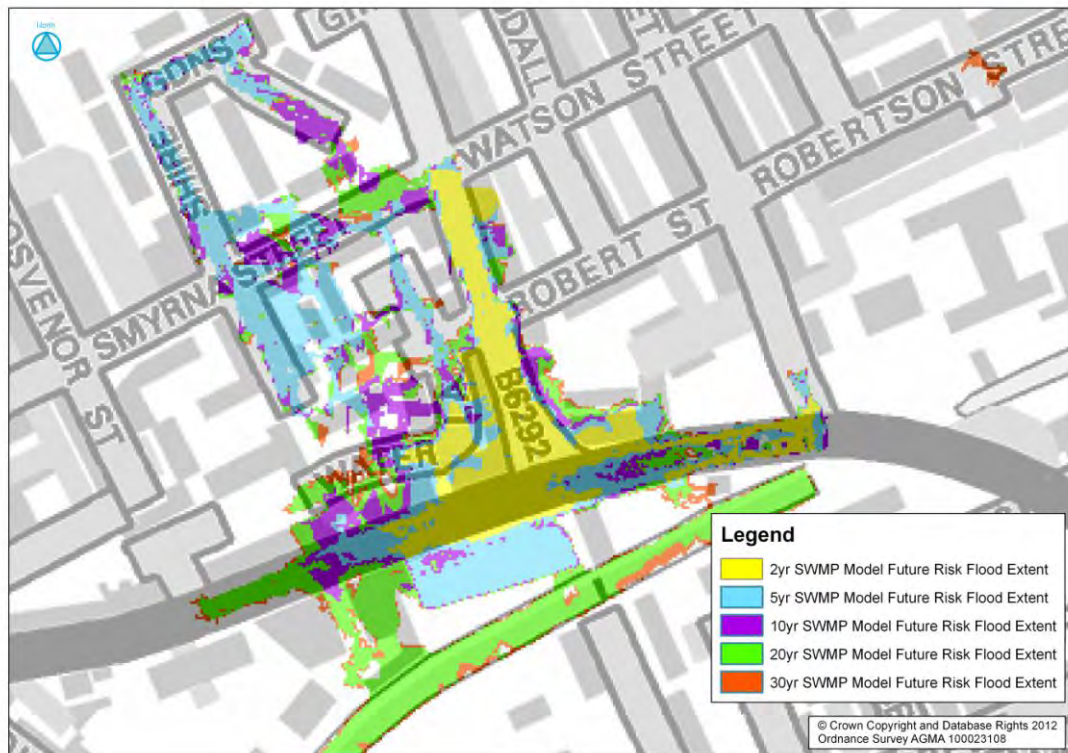 North
WATSON STREET
ROBERTSON STRE
ROBERT ST
SMYRNA STREET
ST
B6292
Legend
2yr SWMP Model Future Risk Flood Extent
5yr SWMP Model Future Risk Flood Extent
10yr SWMP Model Future Risk Flood Extent
20yr SWMP Model Future Risk Flood Extent
30yr SWMP Model Future Risk Flood Extent
© Crown Copyright and Database Rights 2012
Ordnance Survey AGMA 100023108